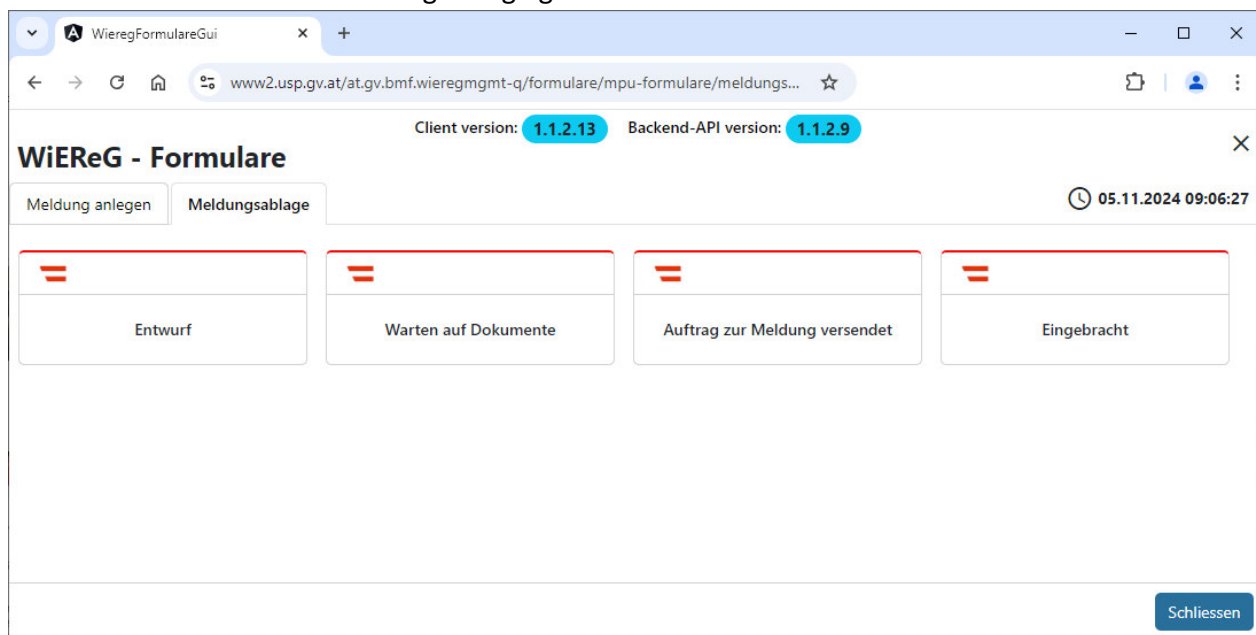 WieregFormulareGui
www2.usp.gv.at/at.gv.bmf.wieregmgmt-q/formulare/mpu-formulare/meldungs...
Client version: 1.1.2.13 Backend-API version: 1.1.2.9
WiEReG - Formulare
Meldung anlegen Meldungsablage 05.11.2024 09:06:27
Entwurf Warten auf Dokumente Auftrag zur Meldung versendet Eingebracht
Schliessen